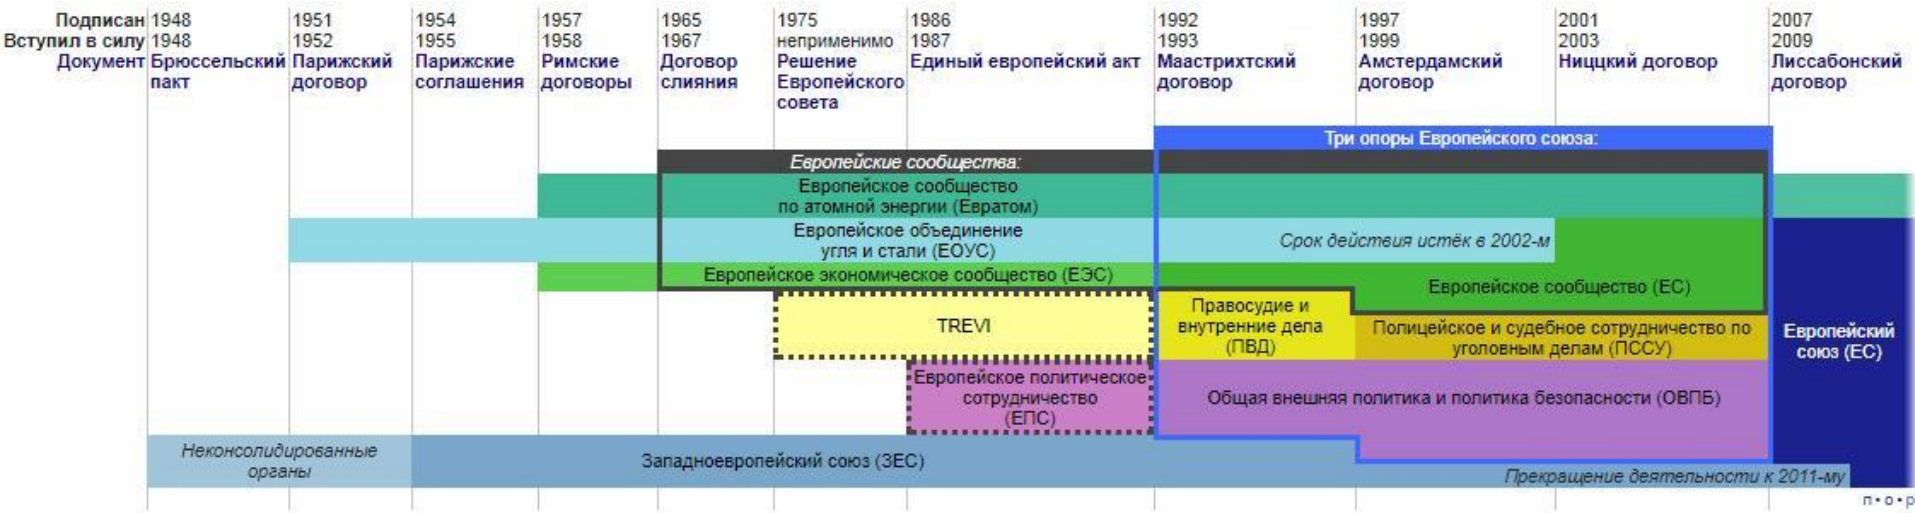 Подписан 1948 1951 1954 1957 1965 1975 1986 1992 1997 2001 2007
Вступил в силу 1948 1952 1955 1958 1967 неприменимо 1987 1993 1999 2003 2009
Документ Брюссельский Парижский Парижские Римские Договор Решение Единый европейский акт Маастрихтский Амстердамский Ниццкий договор Лиссабонский
пакт договор соглашения договоры слияния Европейского договор договор договор
совета
Три опоры Европейского союза:
Европейские сообщества:
Европейское сообщество
по атомной энергии (Евратом)
Европейское объединение
угля и стали (ЕОУС)
Срок действия истёк в 2002-м
Европейское экономическое сообщество (ЕЭС)
Европейское сообщество (ЕС)
TREVI
Правосудие и
внутренние дела
(ПВД)
Полицейское и судебное сотрудничество по
уголовным делам (ПССУ)
Европейский
союз (ЕС)
Европейское политическое
сотрудничество
(ЕПС)
Общая внешняя политика и политика безопасности (ОВПБ)
Неконсолидированные
органы
Западноевропейский союз (ЗЕС)
Прекращение деятельности к 2011-му
п • о • р